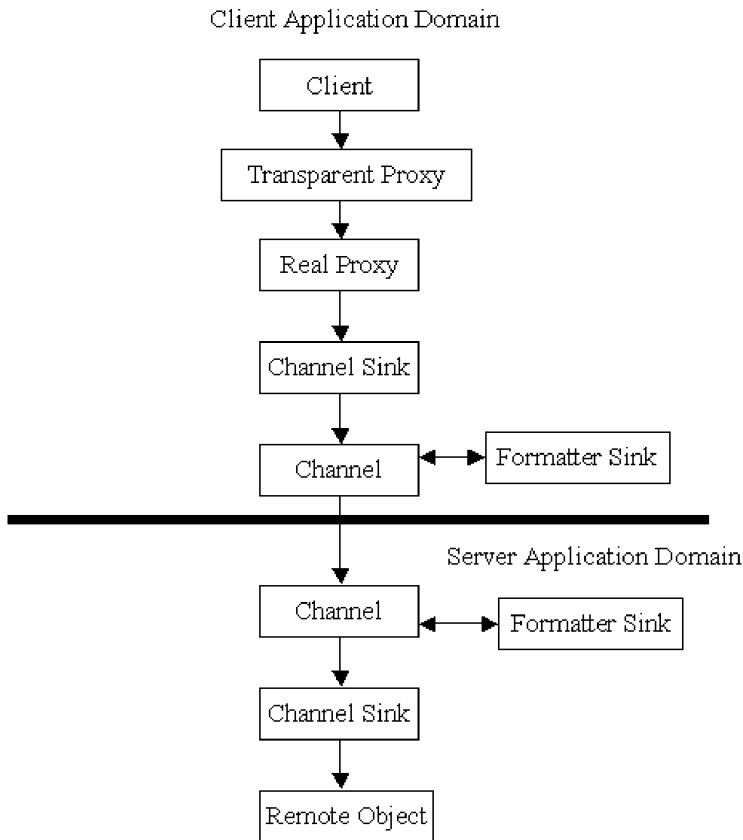 Client Application Domain
Client
Transparent Proxy
Real Proxy
Channel Sink
Channel
Formatter Sink
Server Application Domain
Channel
Formatter Sink
Channel Sink
Remote Object